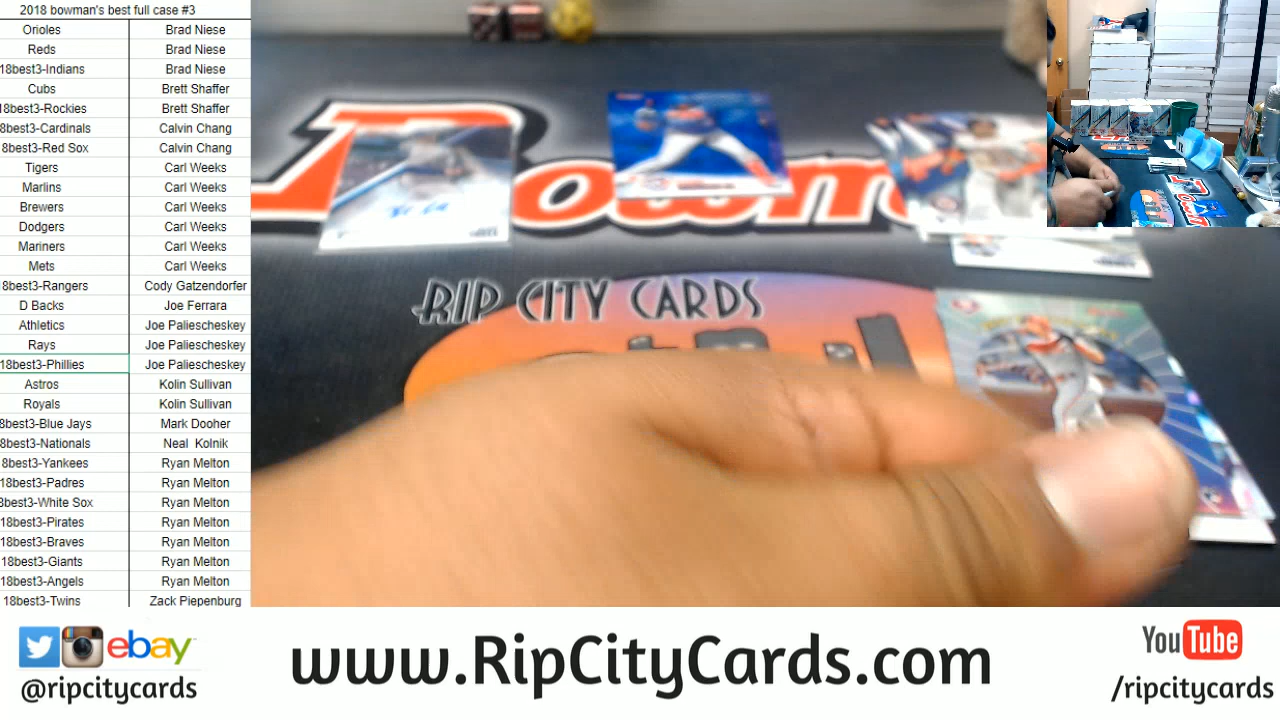 2018 bowman's best full case #3
Orioles Brad Niese
Reds Brad Niese
18best3-Indians Brad Niese
Cubs Brett Shaffer
18best3-Rockies Brett Shaffer
8best3-Cardinals Calvin Chang
18best3-Red Sox Calvin Chang
Tigers Carl Weeks
Marlins Carl Weeks
Brewers Carl Weeks
Dodgers Carl Weeks
Mariners Carl Weeks
Mets Carl Weeks
8best3-Rangers Cody Gatzendorfer
D Backs Joe Ferrara
Athletics Joe Paliescheskey
Rays Joe Paliescheskey
18best3-Phillies Joe Paliescheskey
Astros Kolin Sullivan
Royals Kolin Sullivan
8best3-Blue Jays Mark Dooher
8best3-Nationals Neal Kolnik
8best3-Yankees Ryan Melton
18best3-Padres Ryan Melton
8best3-White Sox Ryan Melton
18best3-Pirates Ryan Melton
18best3-Braves Ryan Melton
18best3-Giants Ryan Melton
18best3-Angels Ryan Melton
18best3-Twins Zack Piepenburg
Bowm
RIP CITY CARDS
ebay
@ripcitycards
www.RipCityCards.com
YouTube
/ripcitycards